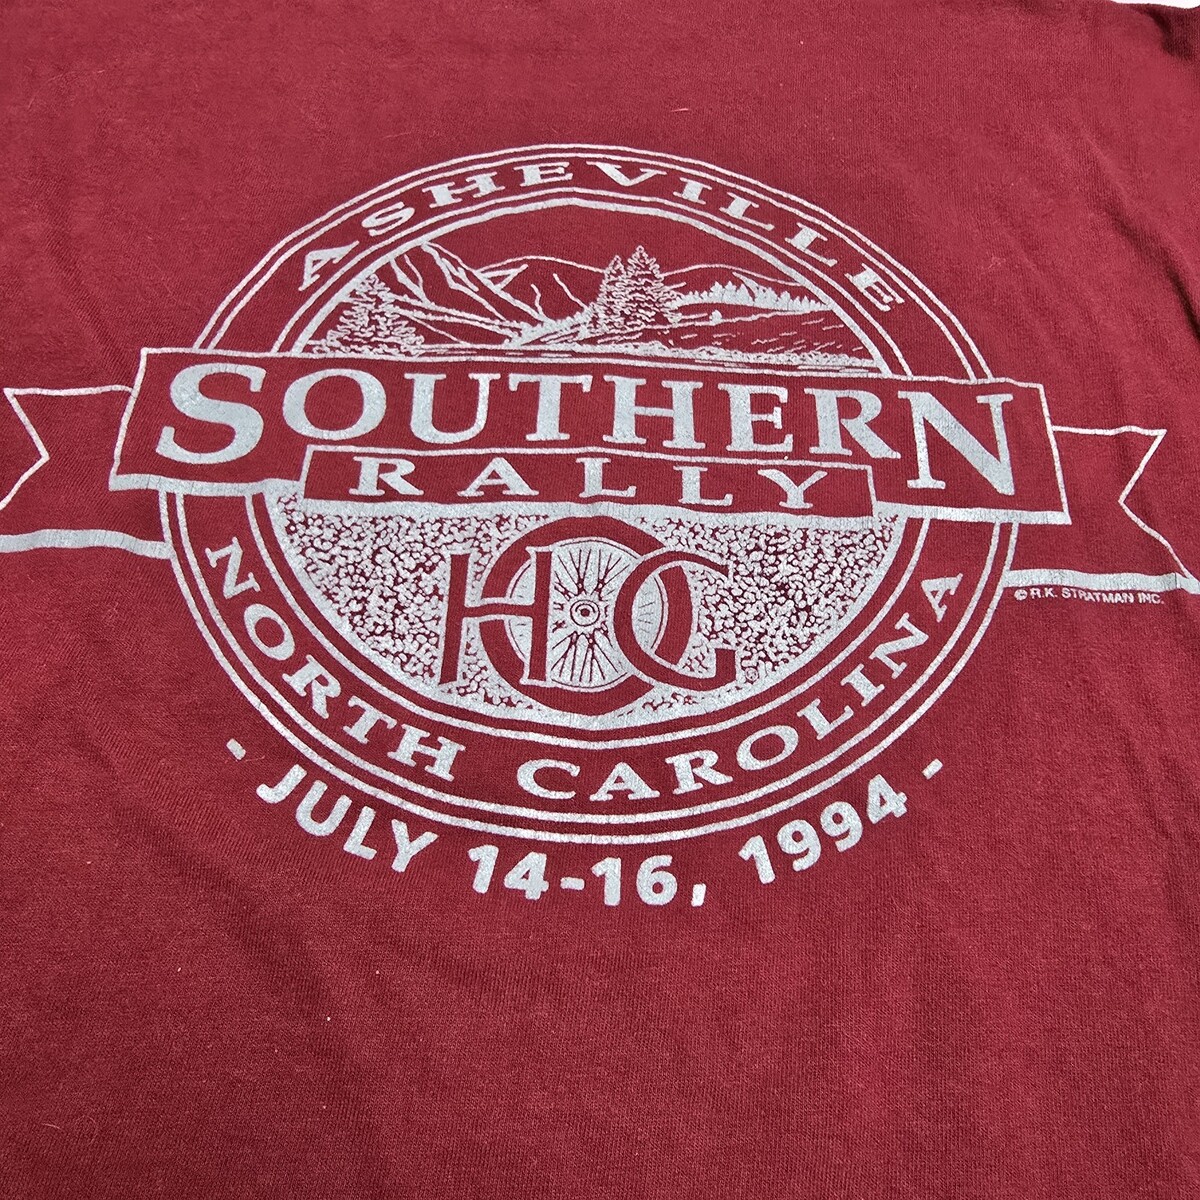 ASHEVILLE
SOUTHERN
RALLY
HOG®
NORTH CAROLINA
© R.K. STRATMAN INC.
- JULY 14-16, 1994 -